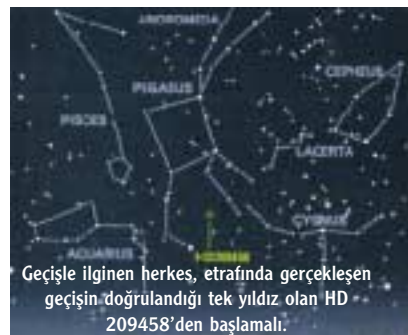 ANDROMEDA
PEGASUS
CEPHEUS
PISCES
LACERTA
CYGNUS
AQUARIUS
HD209458
Geçişle ilginen herkes, etrafında gerçekleşen
geçişin doğrulandığı tek yıldız olan HD
209458’den başlamalı.